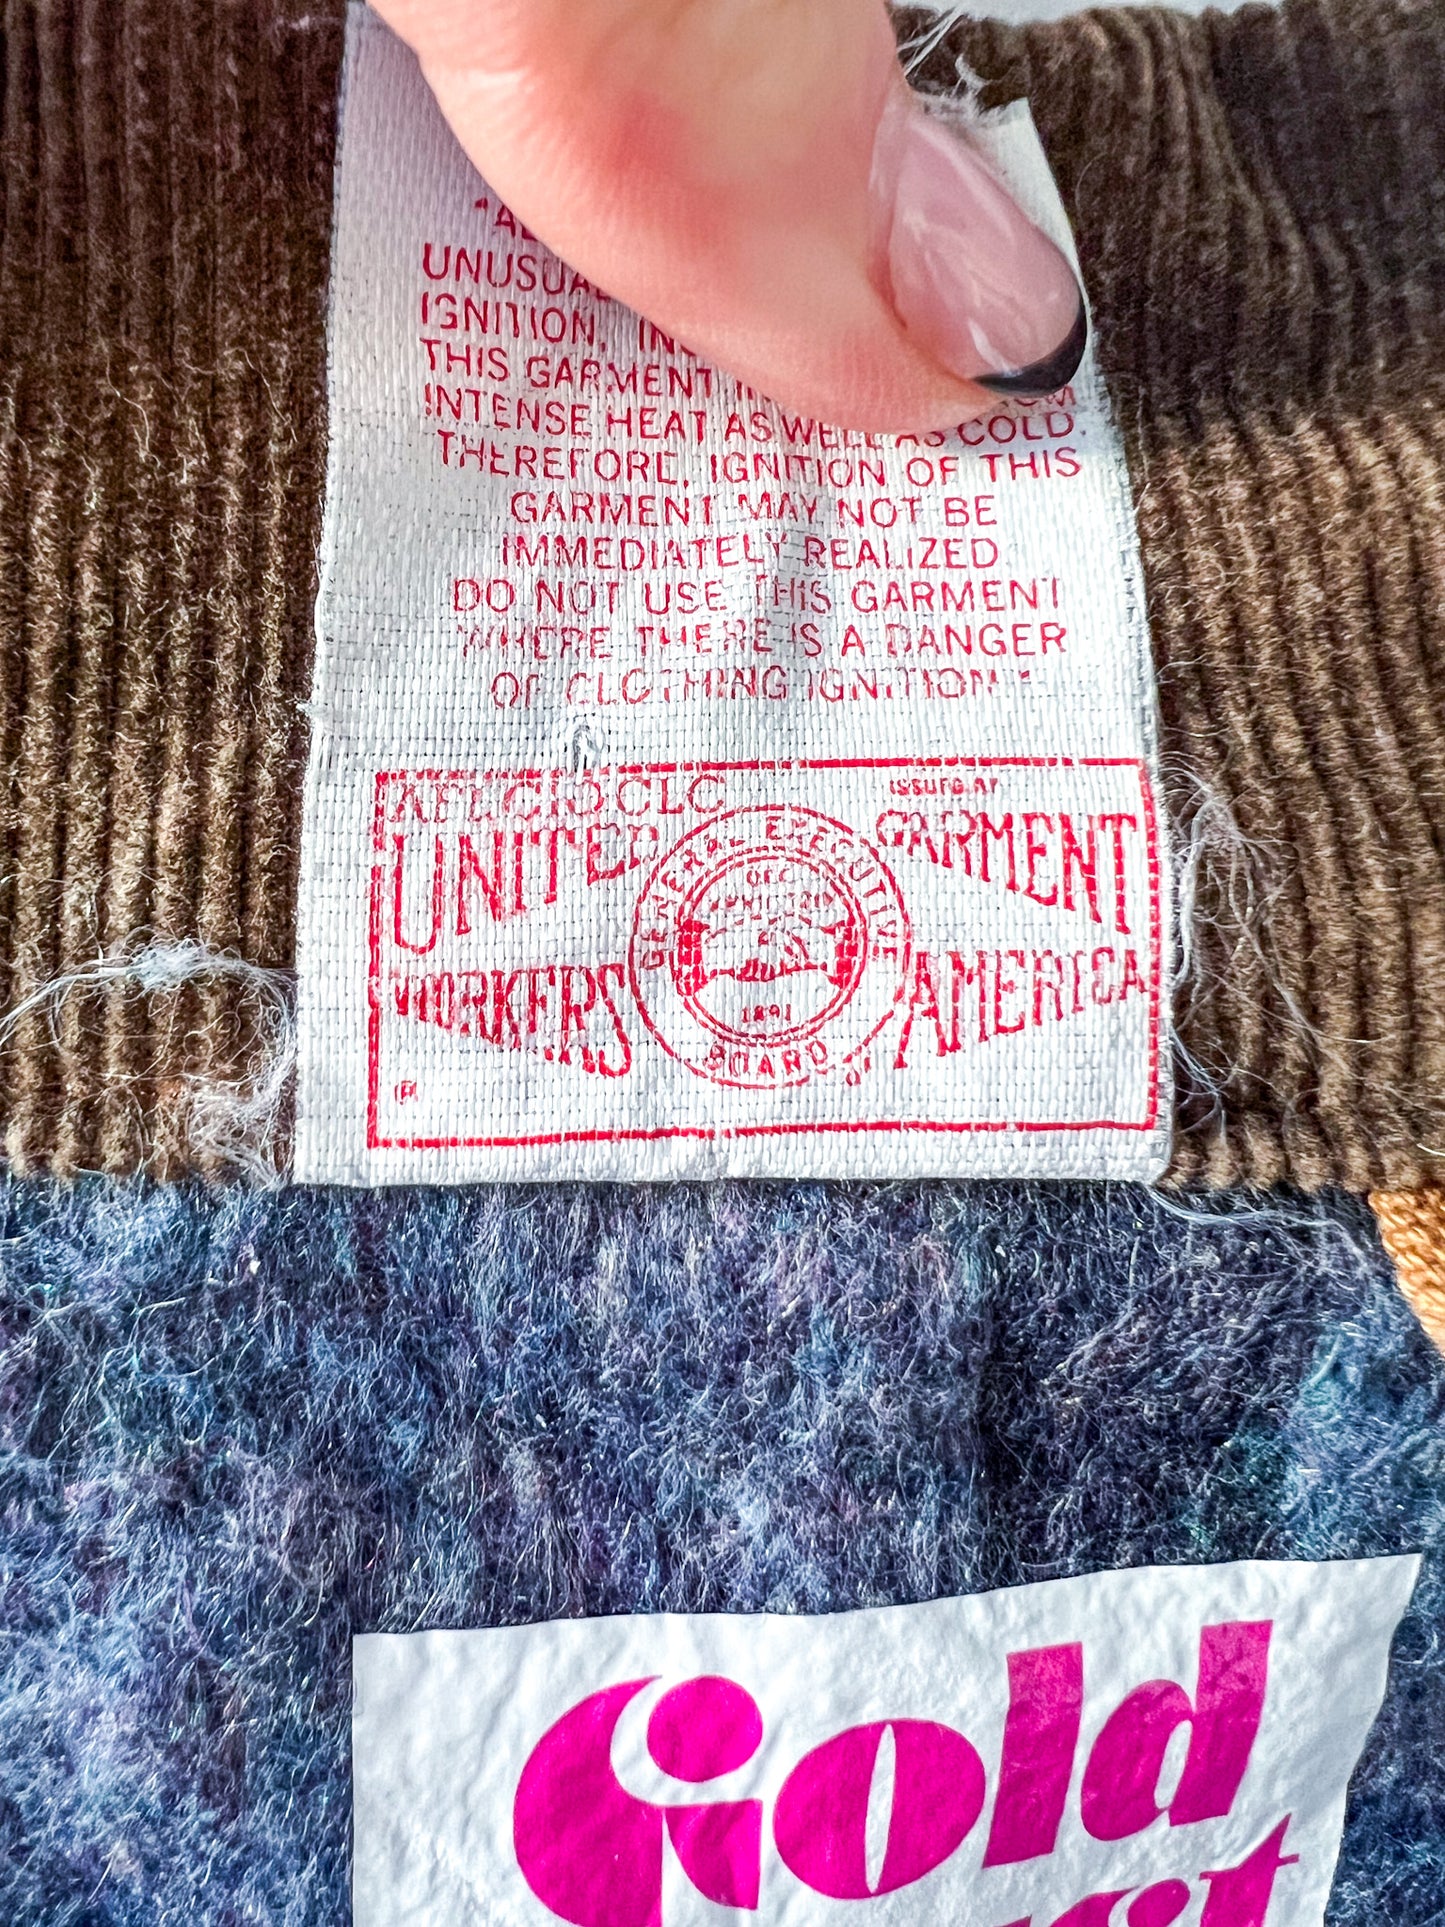 UNUSUAL
IGNITION.
THIS GARMENT
INTENSE HEAT AS WELL AS COLD.
THEREFORE, IGNITION OF THIS
GARMENT MAY NOT BE
IMMEDIATELY REALIZED
DO NOT USE THIS GARMENT
WHERE THERE IS A DANGER
OF CLOTHING IGNITION"
AFL CIO CLC
ISSUED BY
UNITED GARMENT
WORKERS AMERICA
GENERAL EXECUTIVE
BOARD
OF
1891
R
Gold